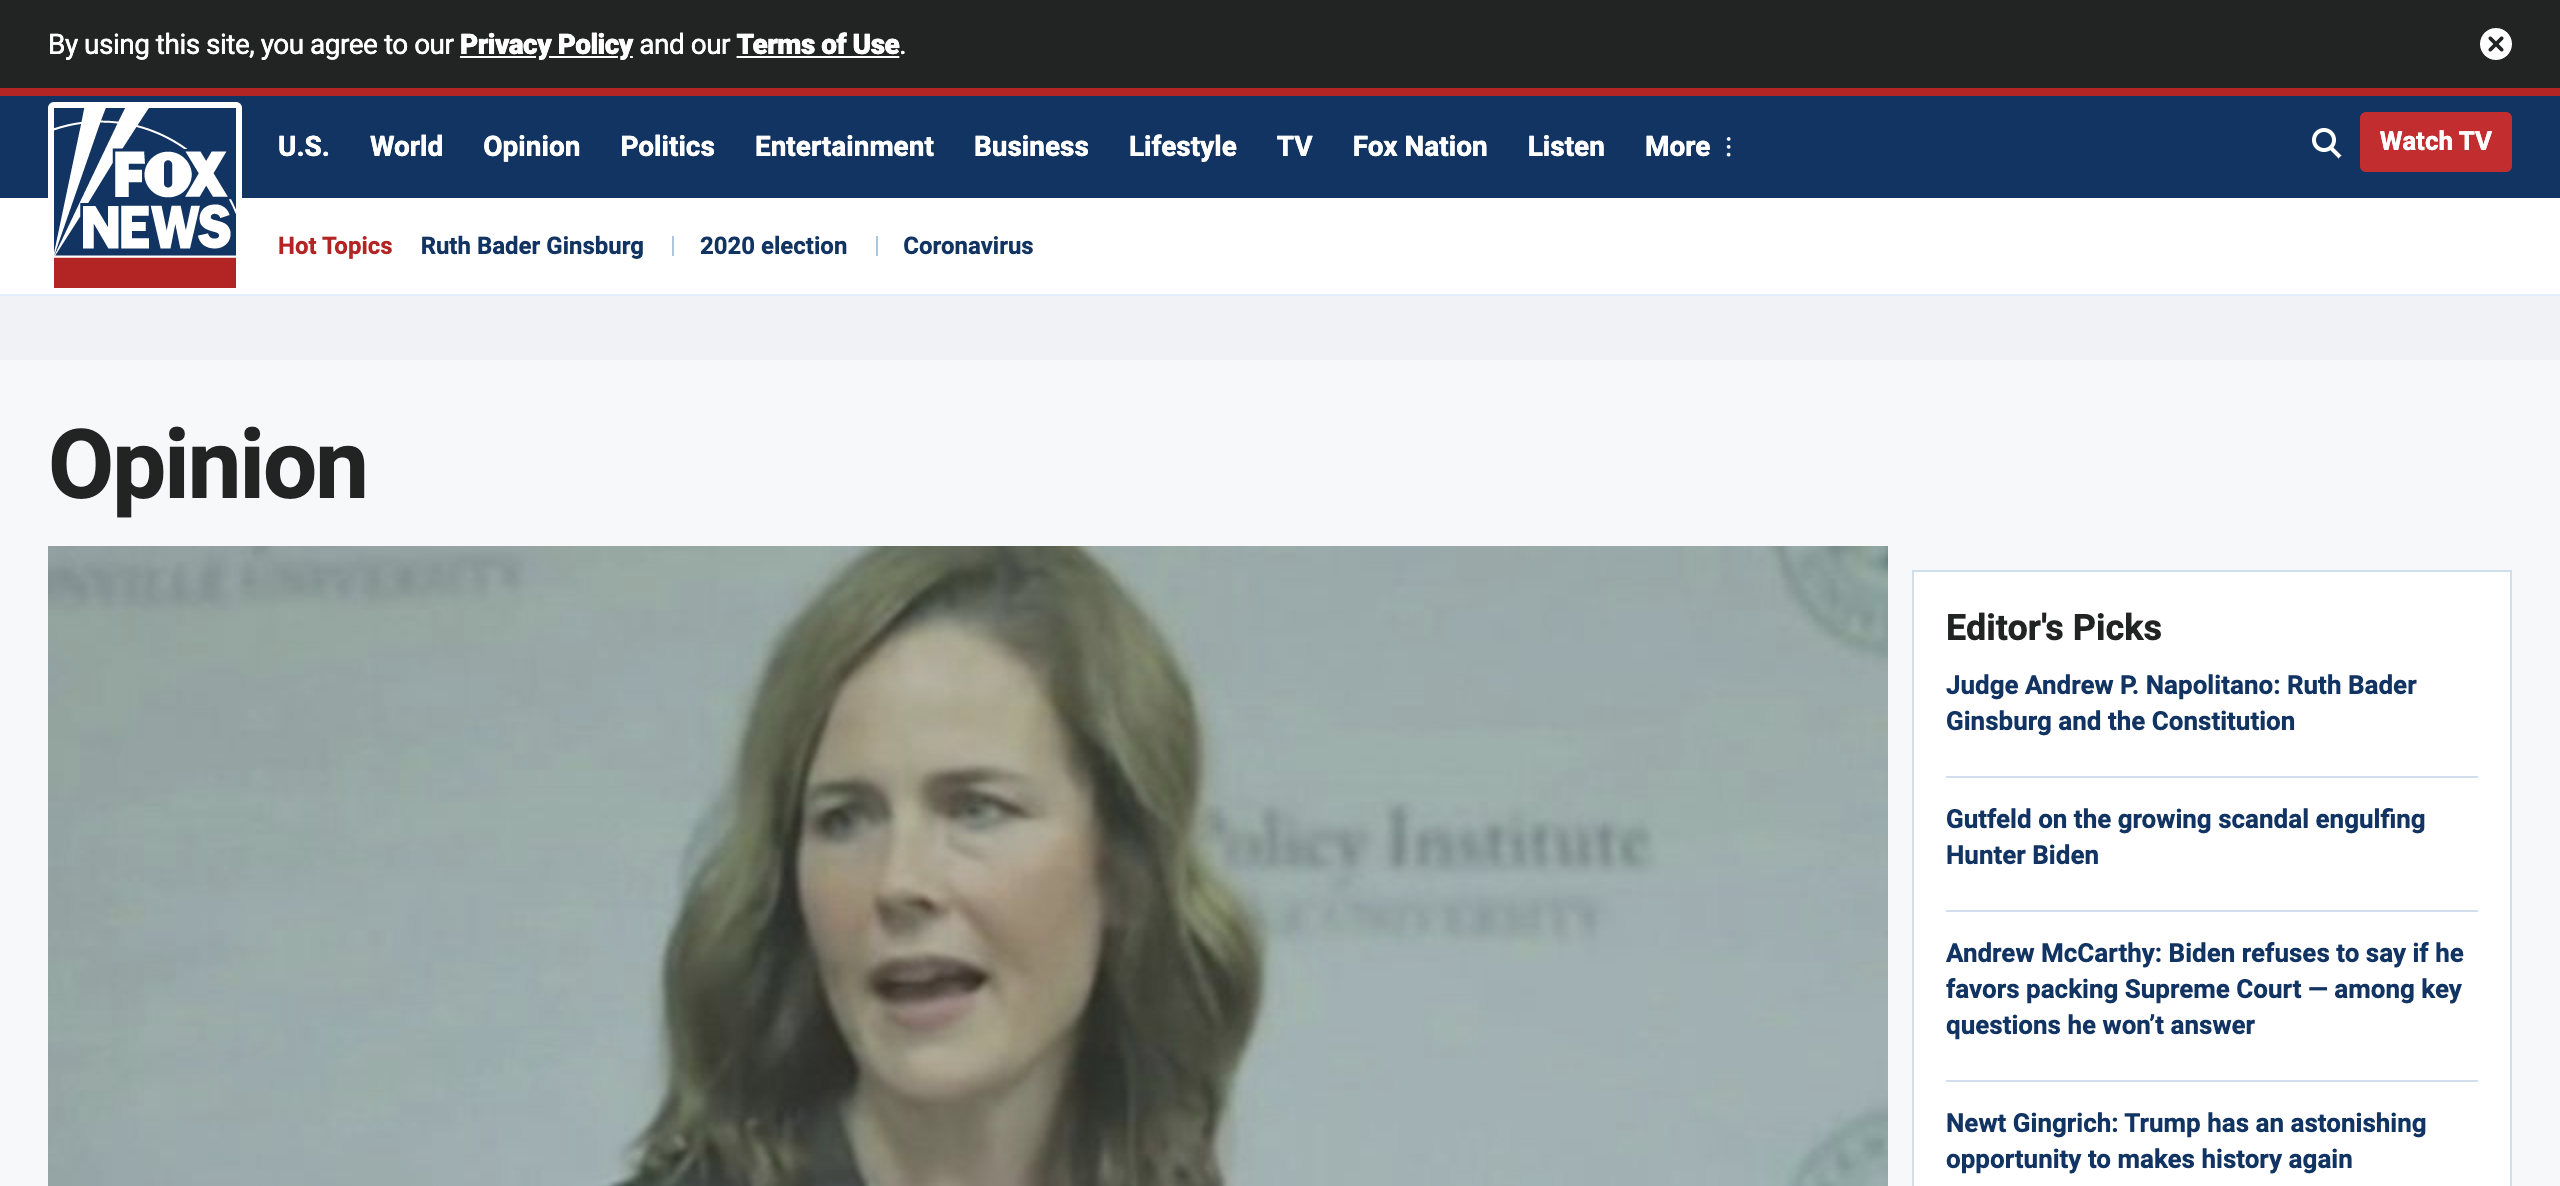 By using this site, you agree to our Privacy Policy and our Terms of Use.
FOX
NEWS
U.S. World Opinion Politics Entertainment Business Lifestyle TV Fox Nation Listen More
Watch TV
Hot Topics Ruth Bader Ginsburg 2020 election Coronavirus
Opinion
UNIVERSITY
olicy Institute
UNIVERSITY
Editor's Picks
Judge Andrew P. Napolitano: Ruth Bader
Ginsburg and the Constitution
Gutfeld on the growing scandal engulfing
Hunter Biden
Andrew McCarthy: Biden refuses to say if he
favors packing Supreme Court — among key
questions he won’t answer
Newt Gingrich: Trump has an astonishing
opportunity to makes history again